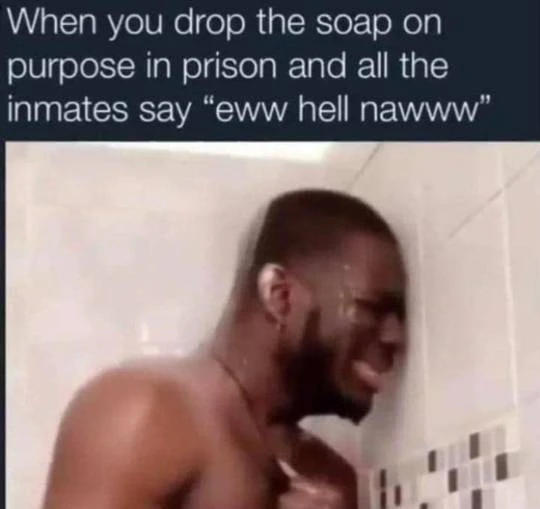 When you drop the soap on
purpose in prison and all the
inmates say “eww hell nawww”